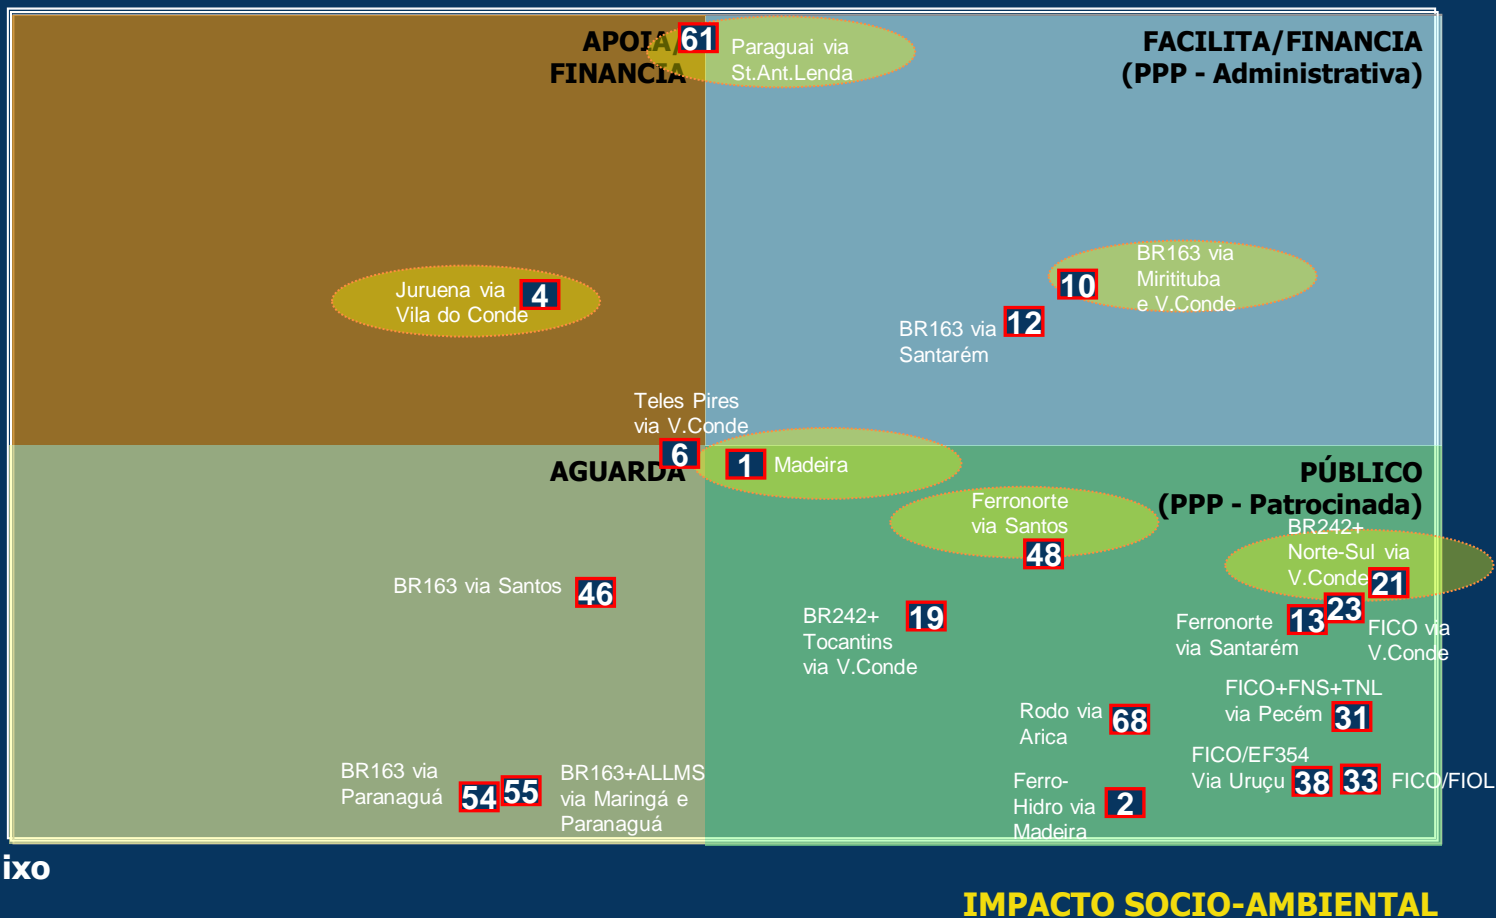 APOIA/
FINANCIA
61
Paraguai via
St.Ant.Lenda
FACILITA/FINANCIA
(PPP - Administrativa)
Juruena via
Vila do Conde
4
BR163 via
Miritituba
e V.Conde
10
BR163 via
Santarém
12
Teles Pires
via V.Conde
6
1
Madeira
AGUARDA
PÚBLICO
(PPP - Patrocinada)
Ferronorte
via Santos
48
BR242+
Norte-Sul via
V.Conde
21
BR163 via Santos
46
BR242+
Tocantins
via V.Conde
19
Ferronorte
via Santarém
13
23
FICO via
V.Conde
FICO+FNS+TNL
via Pecém
31
Rodo via
Arica
68
FICO/EF354
Via Uruçu
38
33
FICO/FIOL
BR163 via
Paranaguá
54
55
BR163+ALLMS
via Maringá e
Paranaguá
Ferro-
Hidro via
Madeira
2
ixo
IMPACTO SOCIO-AMBIENTAL